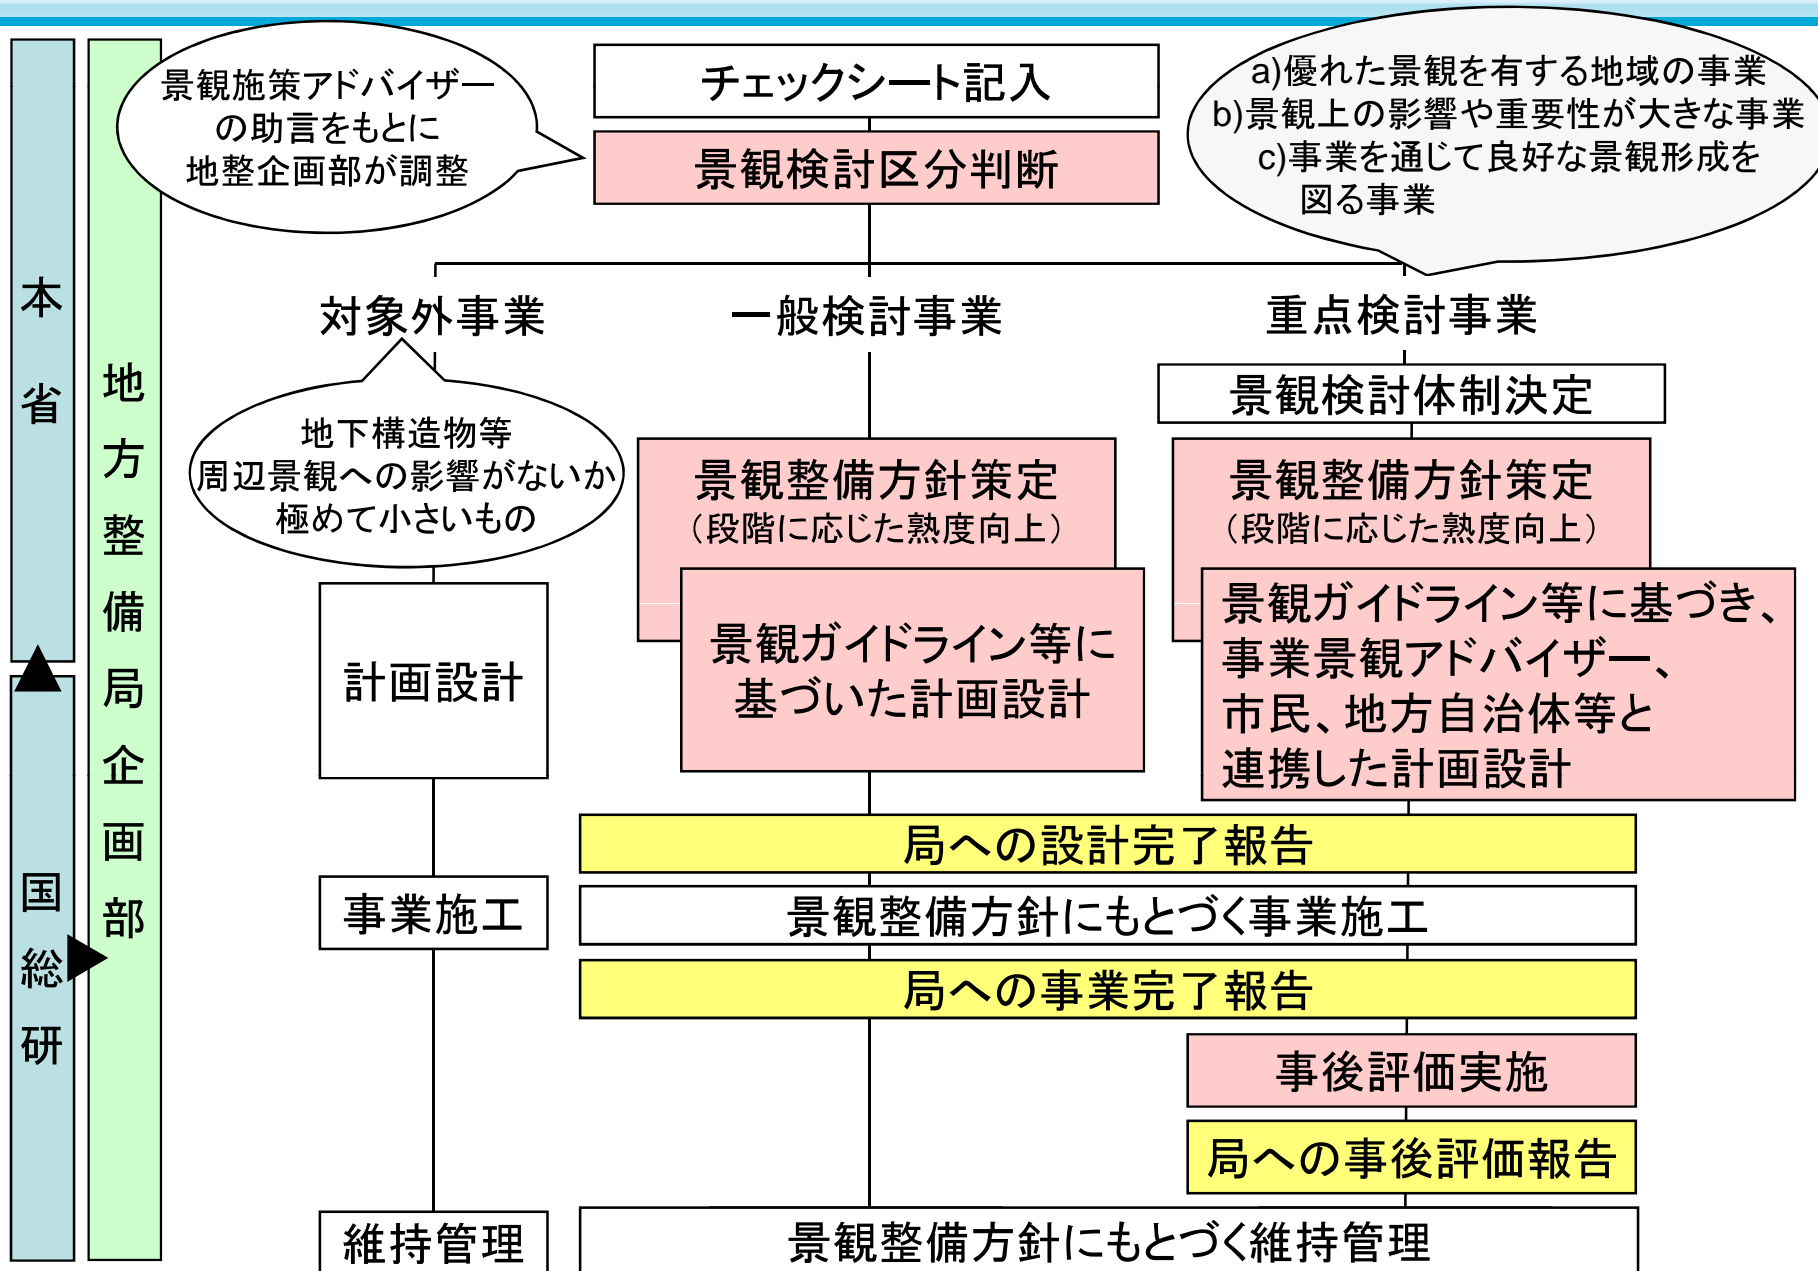 本省
国総研
地方整備局企画部
景観施策アドバイザー
の助言をもとに
地整企画部が調整
チェックシート記入
景観検討区分判断
a)優れた景観を有する地域の事業
b)景観上の影響や重要性が大きな事業
c)事業を通じて良好な景観形成を
図る事業
対象外事業
一般検討事業
重点検討事業
地下構造物等
周辺景観への影響がないか
極めて小さいもの
景観検討体制決定
景観整備方針策定
（段階に応じた熟度向上）
景観整備方針策定
（段階に応じた熟度向上）
計画設計
景観ガイドライン等に
基づいた計画設計
景観ガイドライン等に基づき、
事業景観アドバイザー、
市民、地方自治体等と
連携した計画設計
局への設計完了報告
事業施工
景観整備方針にもとづく事業施工
局への事業完了報告
事後評価実施
局への事後評価報告
維持管理
景観整備方針にもとづく維持管理